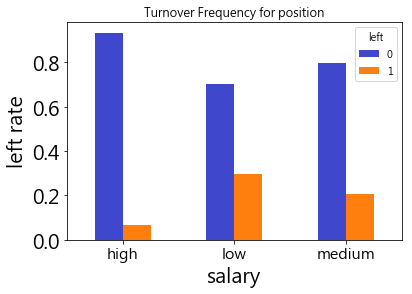 Turnover Frequency for position
left
0
1
left rate
0.8
0.6
0.4
0.2
0.0
high low medium
salary